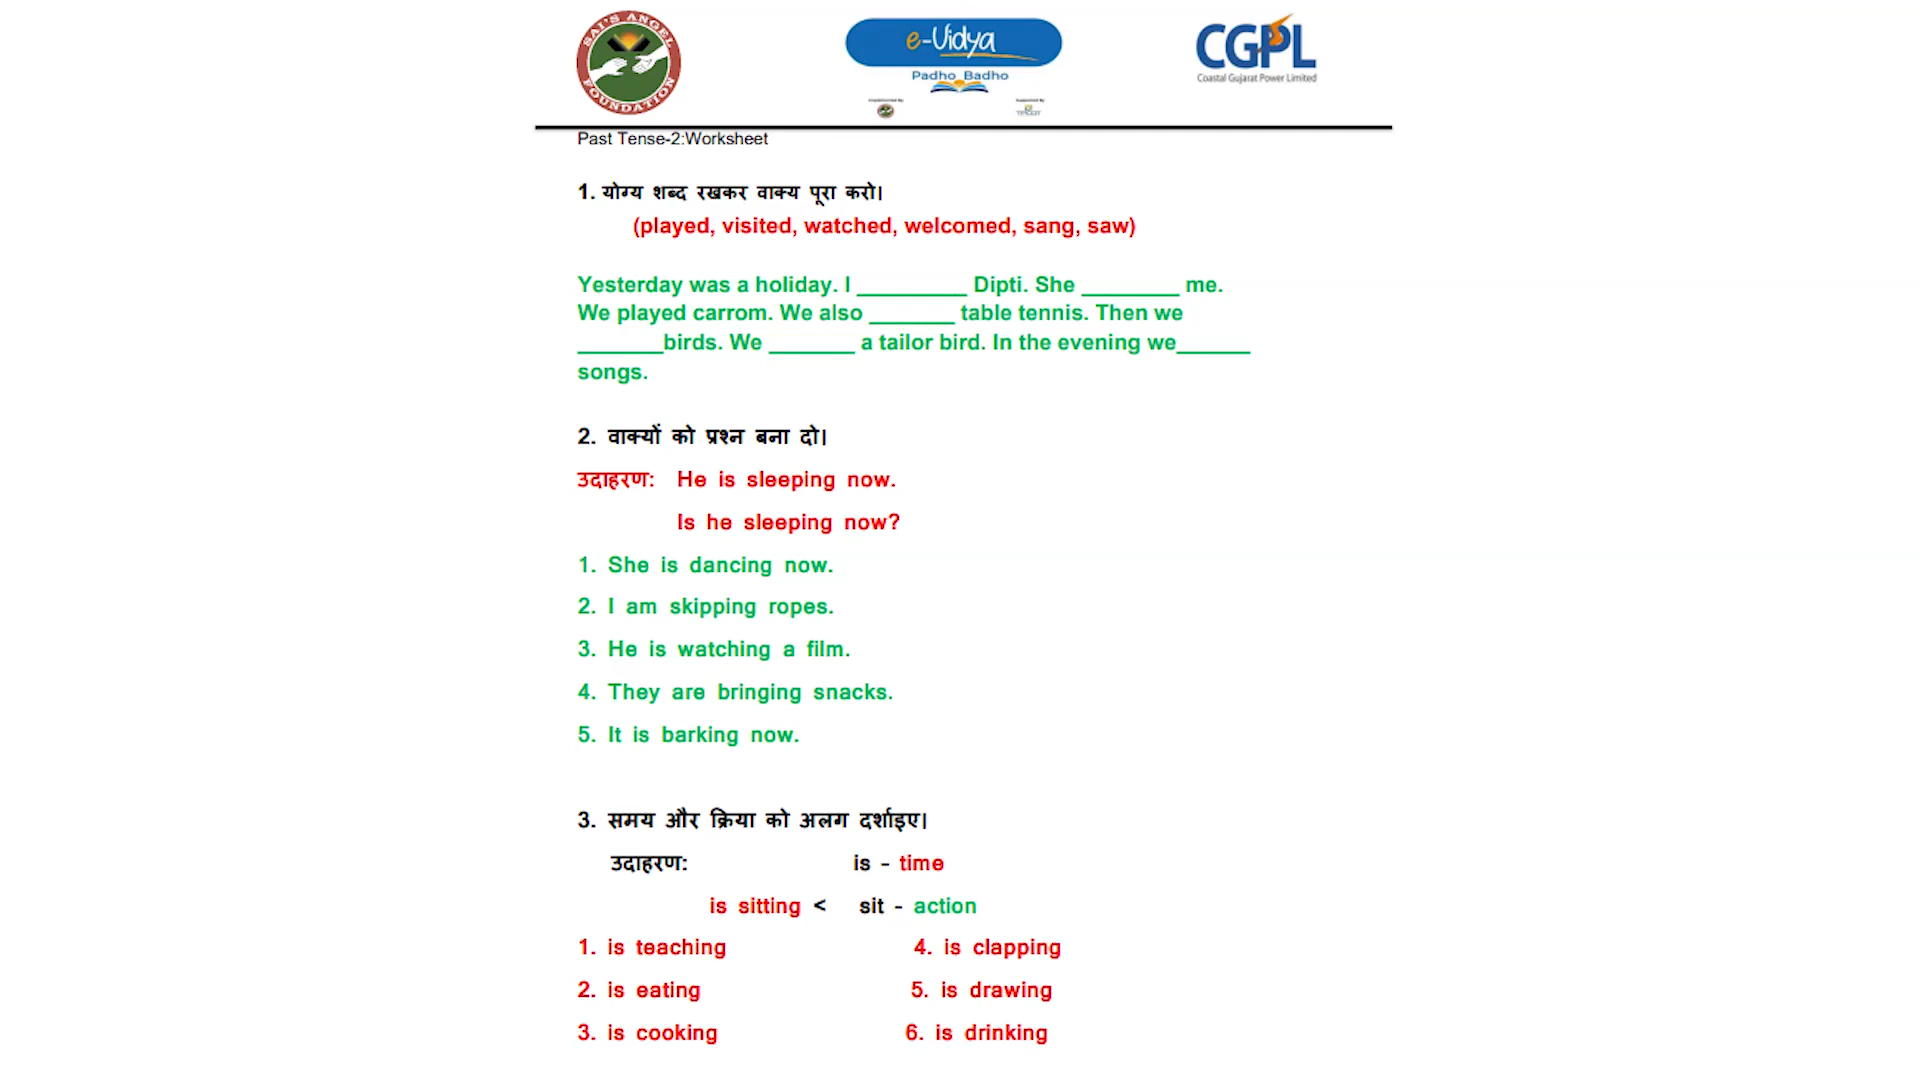 SAI'S ANGEL FOUNDATION
e-Vidya
Padho Badho
CGPL
Coastal Gujarat Power Limited
Past Tense-2:Worksheet
1. योग्य शब्द रखकर वाक्य पूरा करो।
(played, visited, watched, welcomed, sang, saw)
Yesterday was a holiday. I _________ Dipti. She ________ me.
We played carrom. We also _______ table tennis. Then we
_______birds. We _______ a tailor bird. In the evening we______
songs.
2. वाक्यों को प्रश्न बना दो।
उदाहरण: He is sleeping now.
Is he sleeping now?
1. She is dancing now.
2. I am skipping ropes.
3. He is watching a film.
4. They are bringing snacks.
5. It is barking now.
3. समय और क्रिया को अलग दर्शाइए।
उदाहरण: is - time
is sitting < sit - action
1. is teaching 4. is clapping
2. is eating 5. is drawing
3. is cooking 6. is drinking